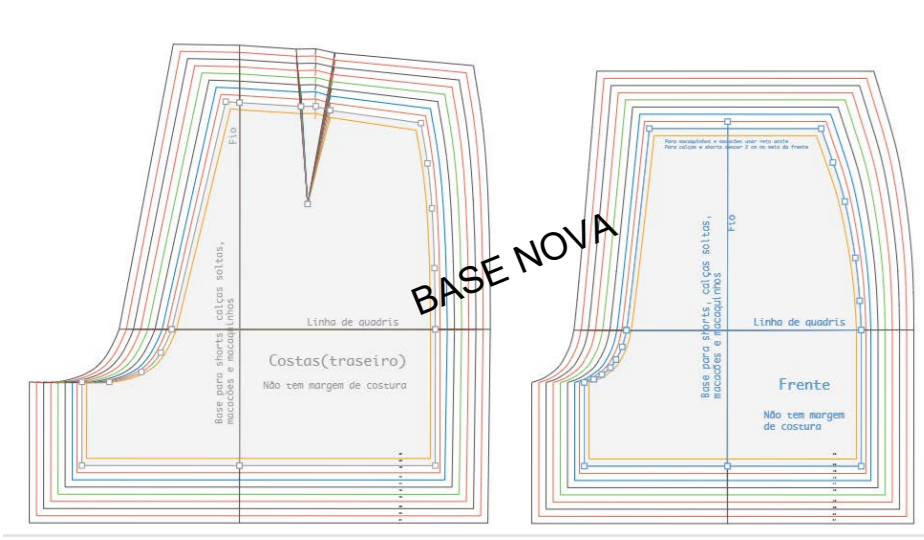 Para macaquinhos e macacões usar reto neste
Para calças e shorts descer 2 cm no meio da frente
Fio
Fio
BASE NOVA
Base para shorts, calças soltas,
macacões e macaquinhos
Base para shorts, calças soltas,
macacões e macaquinhos
Linha de quadris
Linha de quadris
Costas(traseiro)
Não tem margem de costura
Frente
Não tem margem
de costura